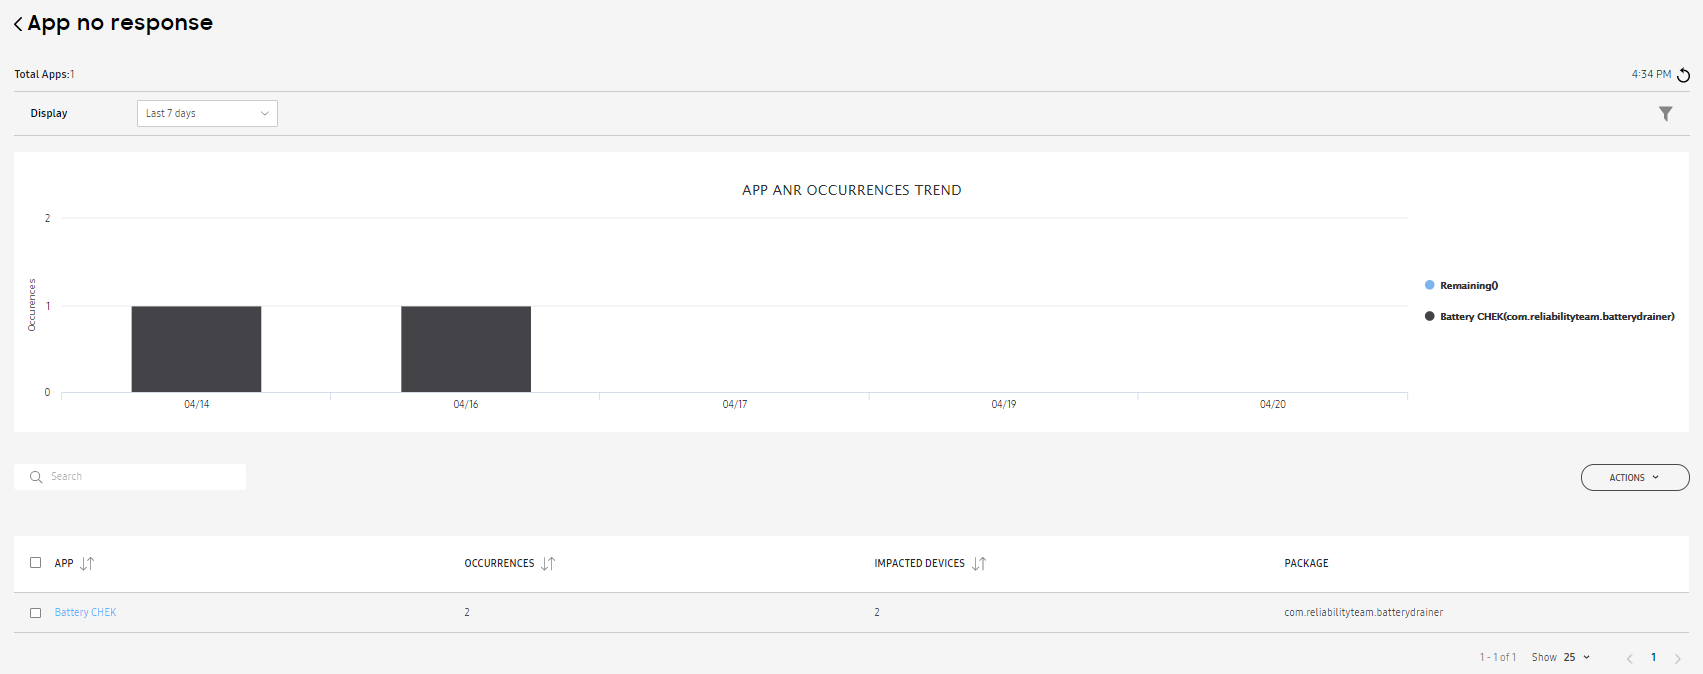 App no response
Total Apps:1
4:34 PM
Display
Last 7 days
APP ANR OCCURRENCES TREND
2
1
0
Occurences
04/14
04/16
04/17
04/19
04/20
Remaining()
Battery CHEK(com.reliabilityteam.batterydrainer)
Search
ACTIONS
APP
OCCURRENCES
IMPACTED DEVICES
PACKAGE
Battery CHEK
2
2
com.reliabilityteam.batterydrainer
1 - 1 of 1
Show 25
1